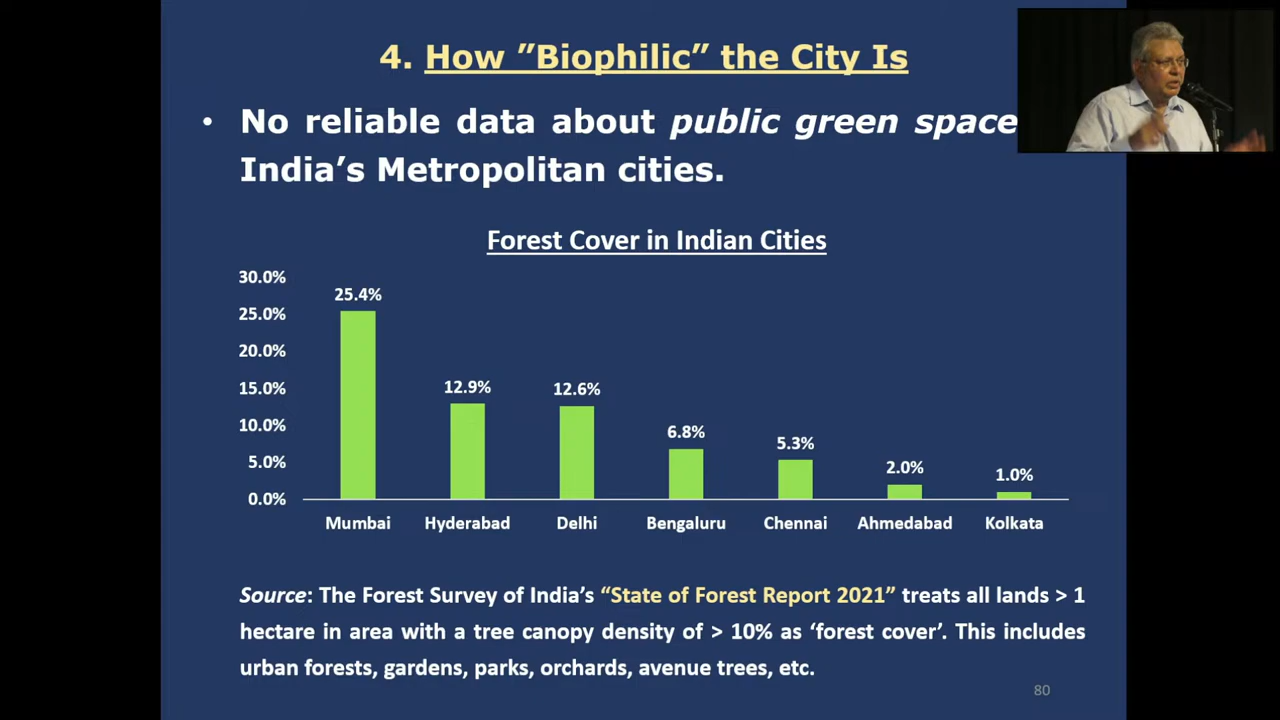 4. How ”Biophilic” the City Is
• No reliable data about public green space
India’s Metropolitan cities.
Forest Cover in Indian Cities
30.0%
25.0%
20.0%
15.0%
10.0%
5.0%
0.0%
25.4%
12.9%
12.6%
6.8%
5.3%
2.0%
1.0%
Mumbai Hyderabad Delhi Bengaluru Chennai Ahmedabad Kolkata
Source: The Forest Survey of India’s “State of Forest Report 2021” treats all lands > 1
hectare in area with a tree canopy density of > 10% as ‘forest cover’. This includes
urban forests, gardens, parks, orchards, avenue trees, etc.
80